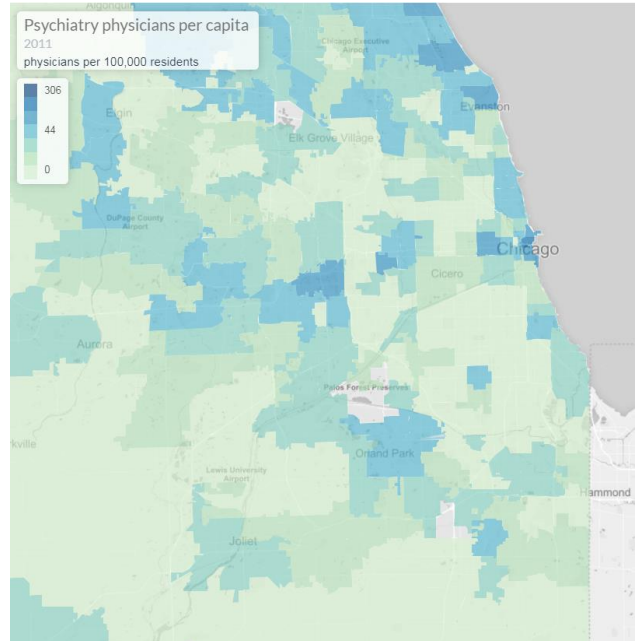 Algonquin
Psychiatry physicians per capita
2011
physicians per 100,000 residents
306
44
0
Chicago Executive
Airport
Evanston
Elgin
Elk Grove Village
DuPage County
Airport
Chicago
Cicero
Aurora
Palos Forest Preserves
Orland Park
rkville
Lewis University
Airport
Hammond
Joliet